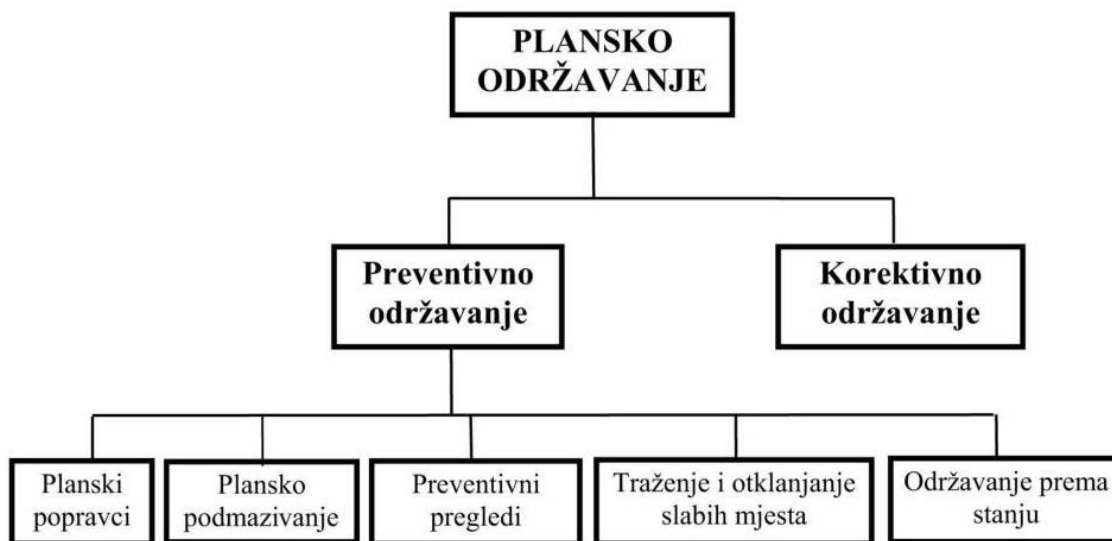 PLANSKO
ODRŽAVANJE
Preventivno
održavanje
Korektivno
održavanje
Planski
popravci
Plansko
podmazivanje
Preventivni
pregledi
Traženje i otklanjanje
slabih mjesta
Održavanje prema
stanju